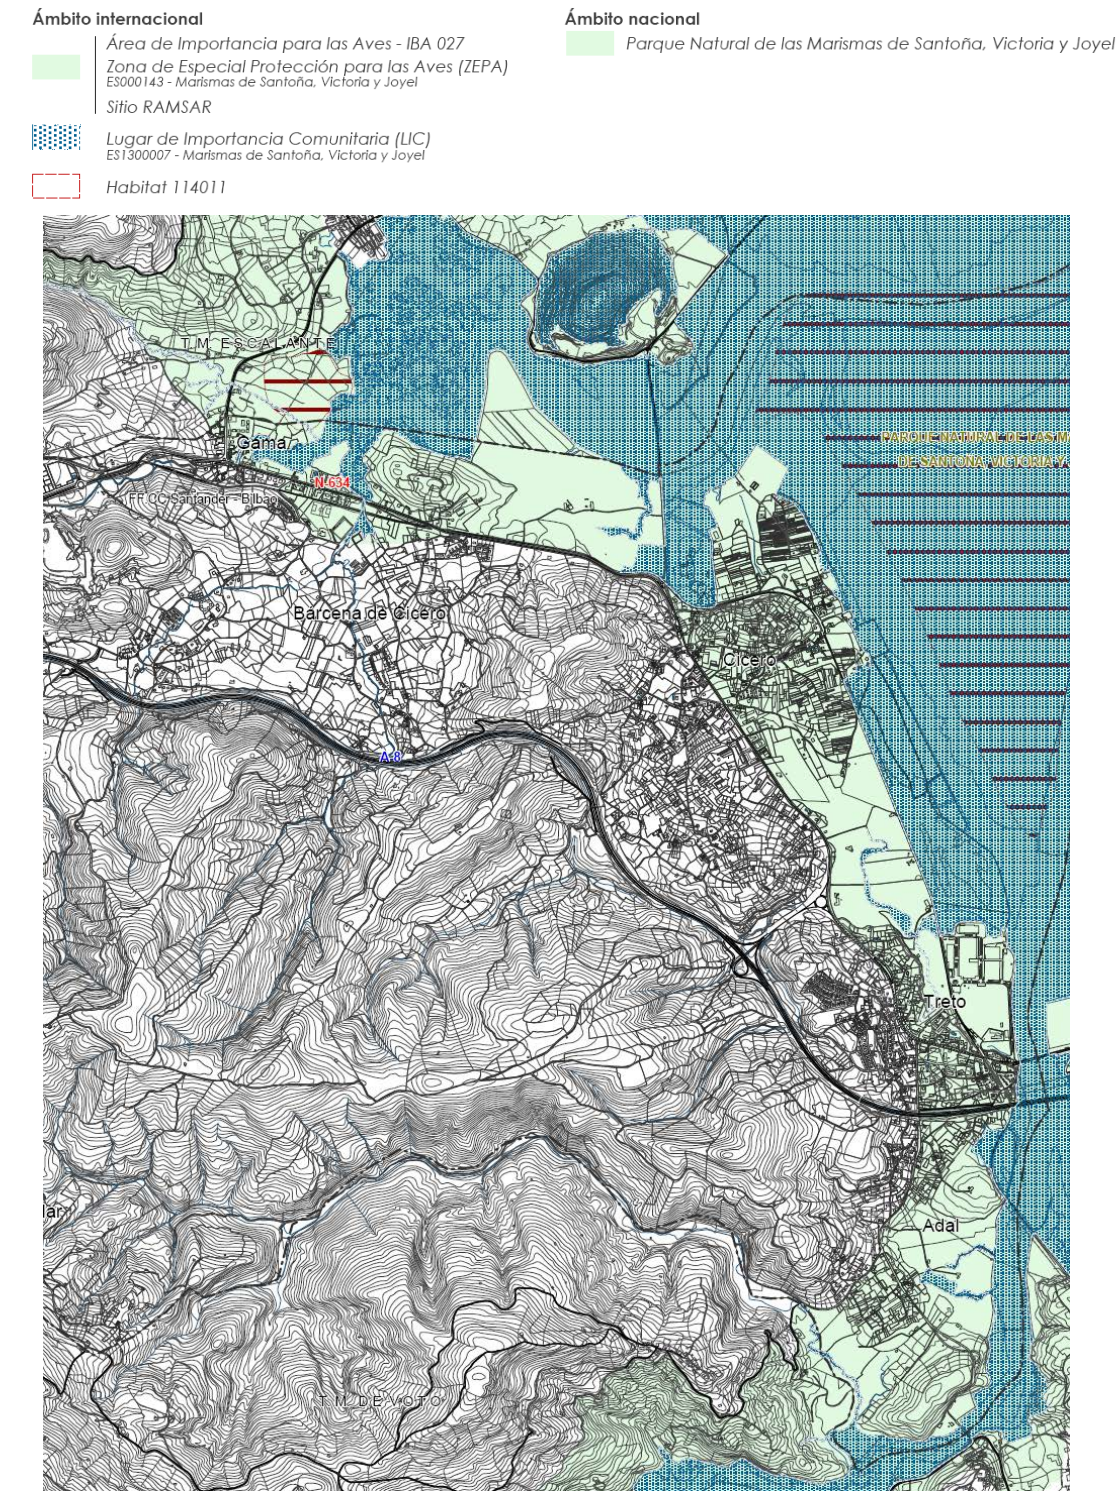 Ámbito internacional
Área de Importancia para las Aves - IBA 027
Zona de Especial Protección para las Aves (ZEPA)
ES000143 - Marismas de Santoña, Victoria y Joyel
Sitio RAMSAR
Lugar de Importancia Comunitaria (LIC)
ES1300007 - Marismas de Santoña, Victoria y Joyel
Habitat 114011
Ámbito nacional
Parque Natural de las Marismas de Santoña, Victoria y Joyel
T.M. ESCALANTE
Gama
PARQUE NATURAL DE LAS M
DE SANTOÑA, VICTORIA Y
N-634
FF.CC Santander - Bilbao
Barcena de Cicero
Cicero
A-8
Treto
lar
Adal
T.M. DE VOTO